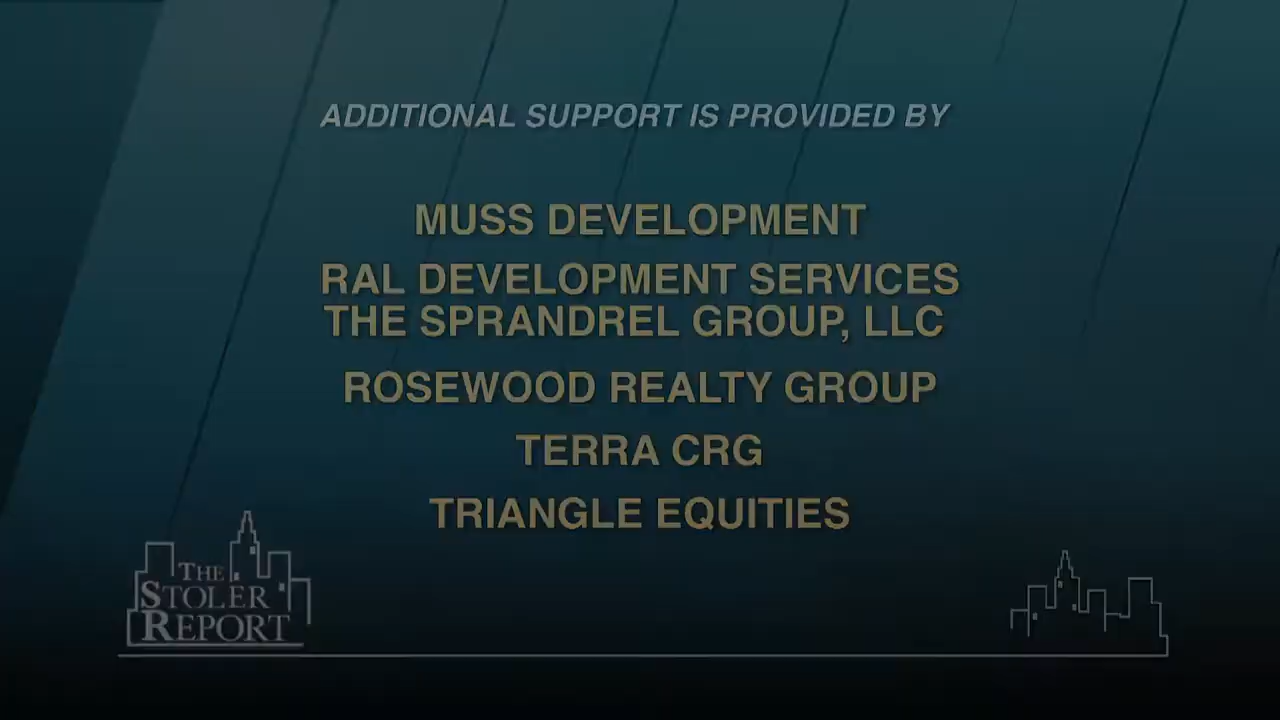 ADDITIONAL SUPPORT IS PROVIDED BY
MUSS DEVELOPMENT
RAL DEVELOPMENT SERVICES
THE SPRANDREL GROUP, LLC
ROSEWOOD REALTY GROUP
TERRA CRG
TRIANGLE EQUITIES
THE
STOLER
REPORT